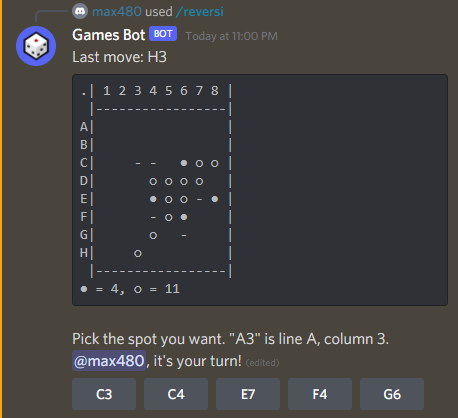 max480 used /reversi
Games Bot BOT Today at 11:00 PM
Last move: H3
.| 1 2 3 4 5 6 7 8 |
 |-----------------|
A|                 |
B|                 |
C|     - -   ● o o |
D|       o o o o   |
E|       ● o o - ● |
F|       - o ●     |
G|       o   -     |
H|     o           |
 |-----------------|
● = 4, o = 11
Pick the spot you want. "A3" is line A, column 3.
@max480, it's your turn! (edited)
C3 C4 E7 F4 G6